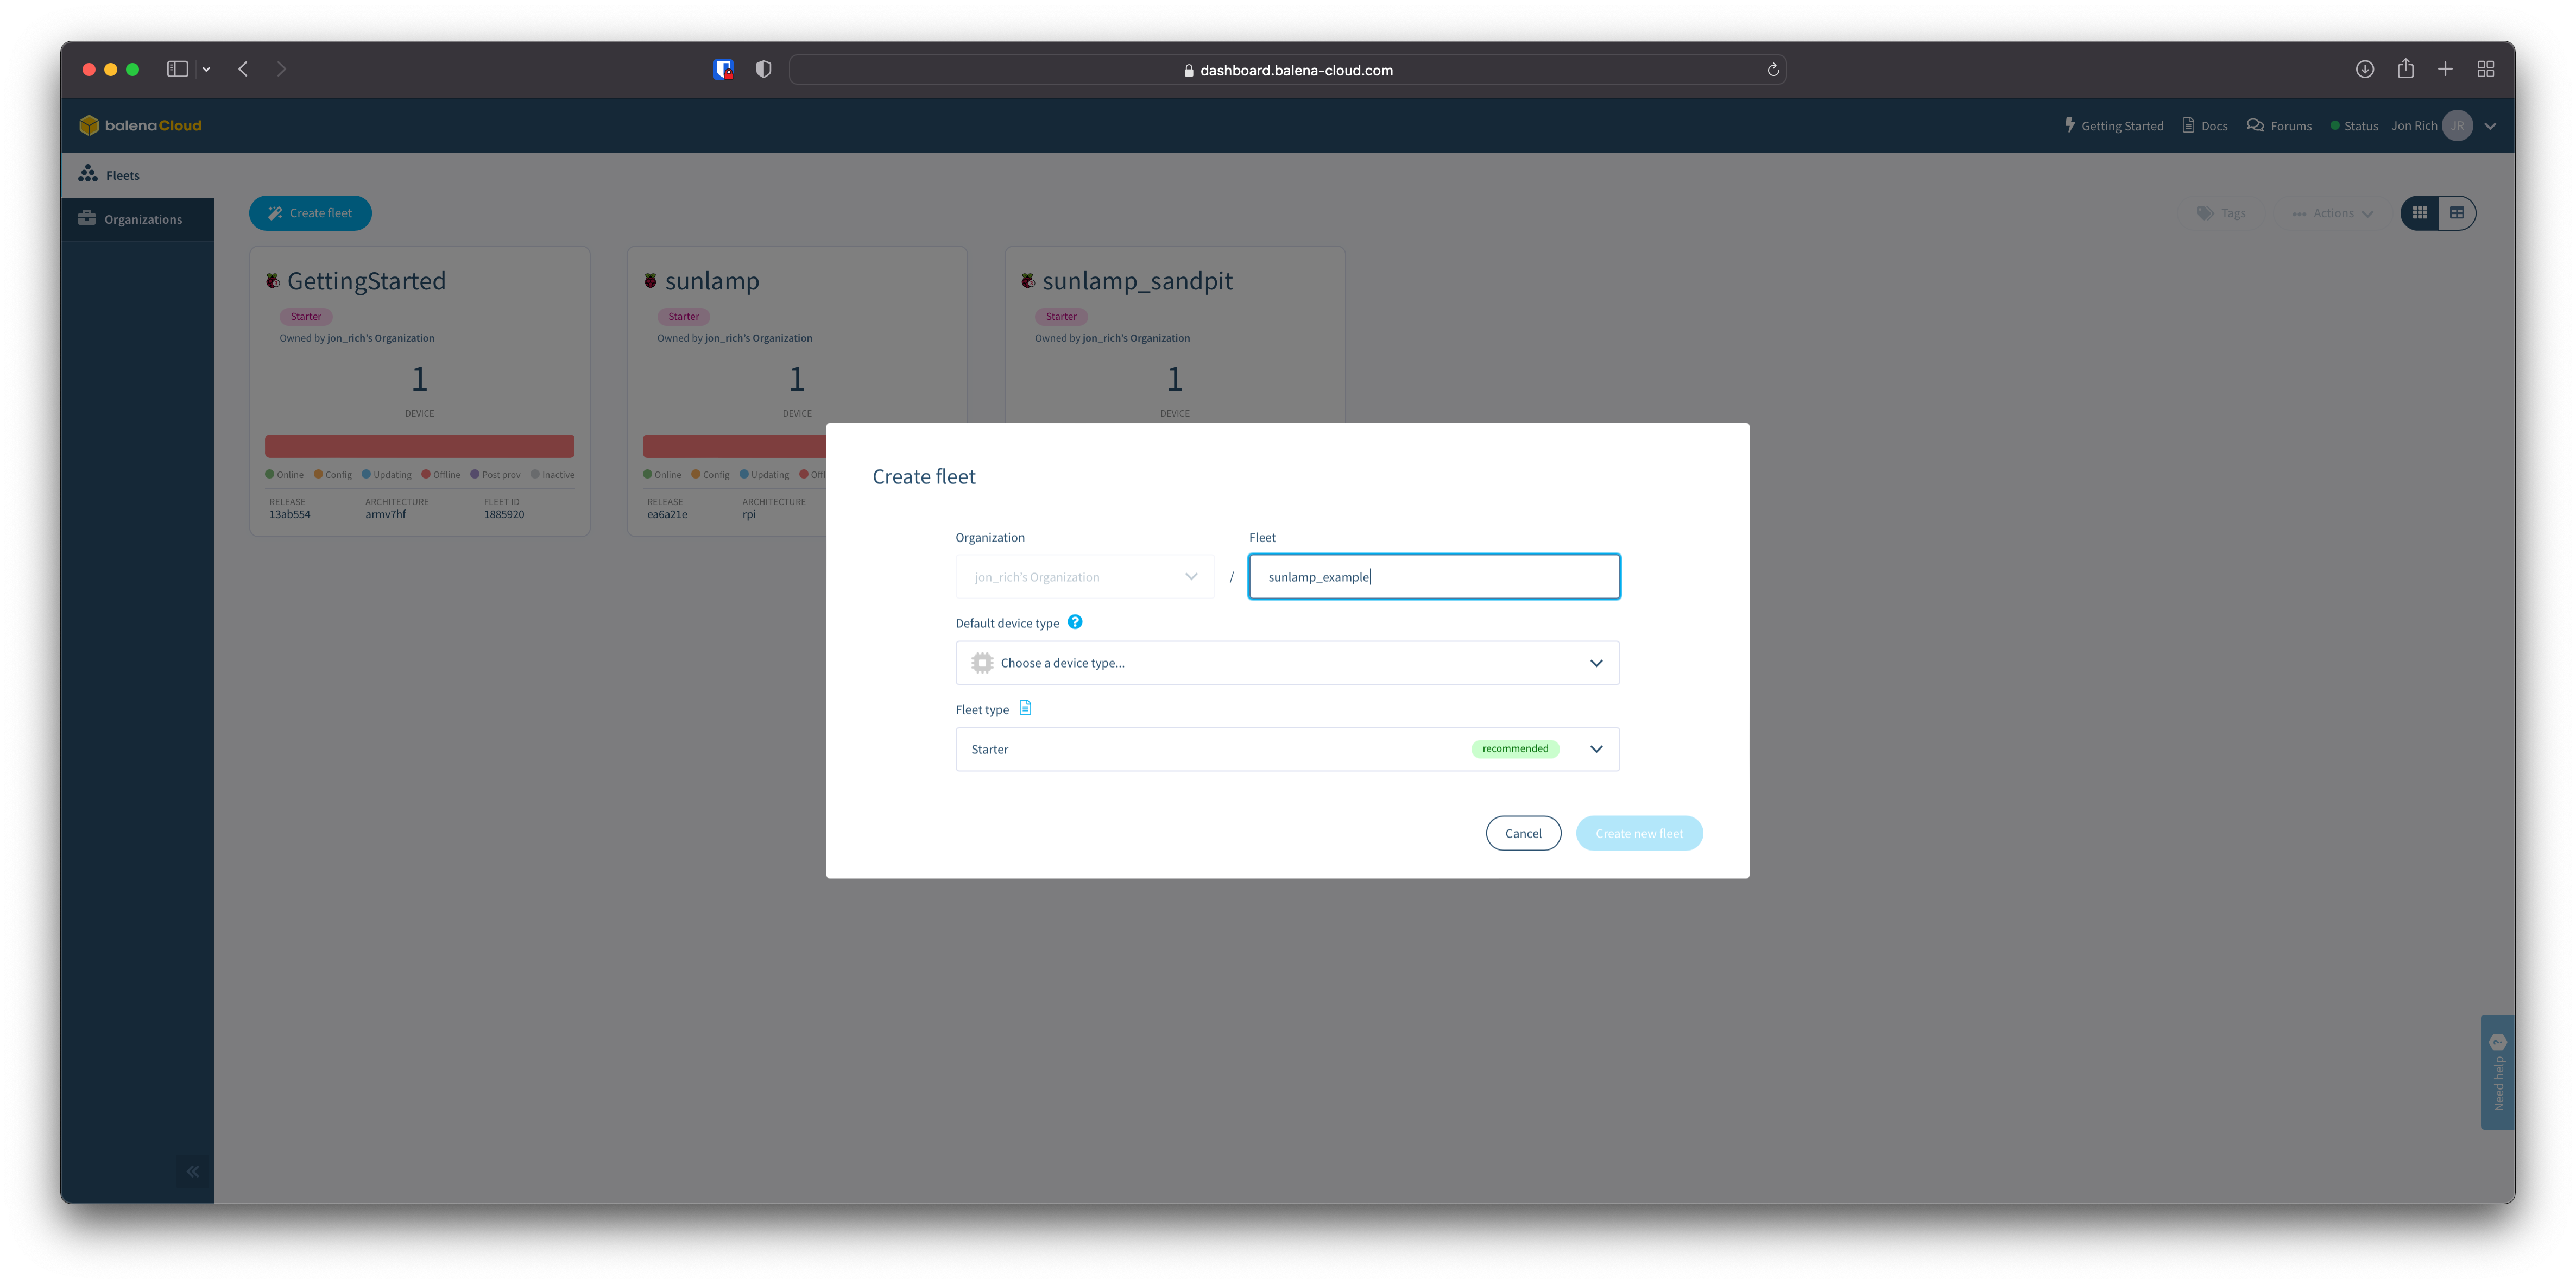 dashboard.balena-cloud.com
balenaCloud
Getting Started Docs Forums Status Jon Rich JR
Fleets
Organizations
Create fleet
Tags Actions
GettingStarted
Starter
Owned by jon_rich's Organization
1
DEVICE
Online Config Updating Offline Post prov Inactive
RELEASE ARCHITECTURE FLEET ID
13ab554 armv7hf 1885920
sunlamp
Starter
Owned by jon_rich's Organization
1
DEVICE
Online Config Updating Offl
RELEASE ARCHITECTURE
ea6a21e rpi
sunlamp_sandpit
Starter
Owned by jon_rich's Organization
1
DEVICE
Create fleet
Organization Fleet
jon_rich's Organization / sunlamp_example
Default device type ?
Choose a device type...
Fleet type
Starter recommended
Cancel Create new fleet
Need help